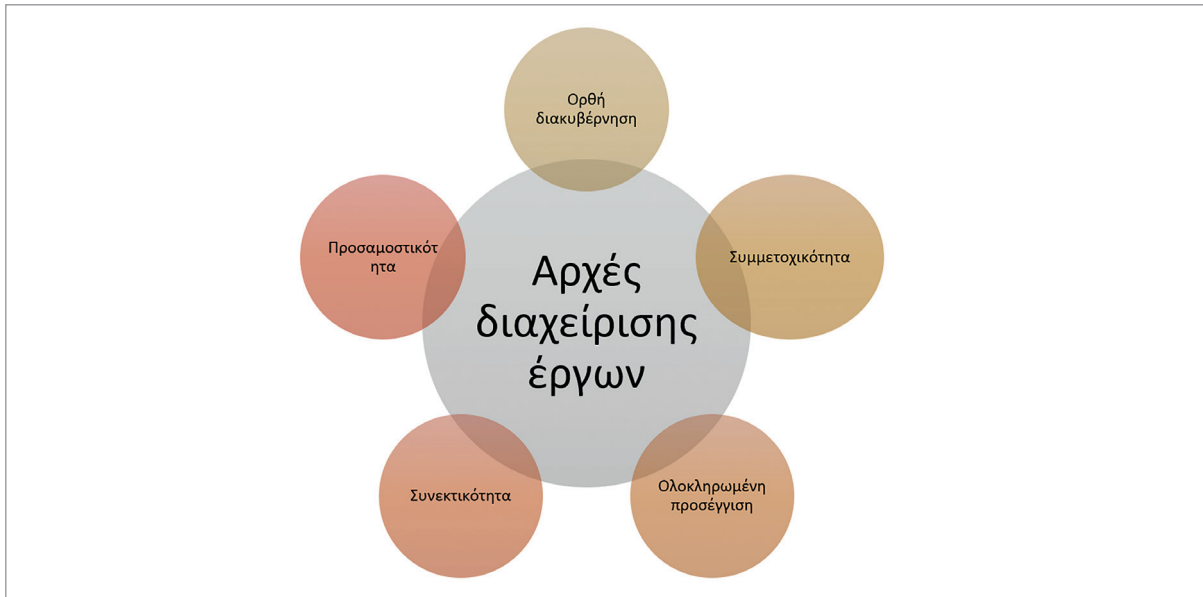 Ορθή
διακυβέρνηση
Προσαμοστικότ
ητα
Συμμετοχικότητα
Αρχές
διαχείρισης
έργων
Συνεκτικότητα
Ολοκληρωμένη
προσέγγιση